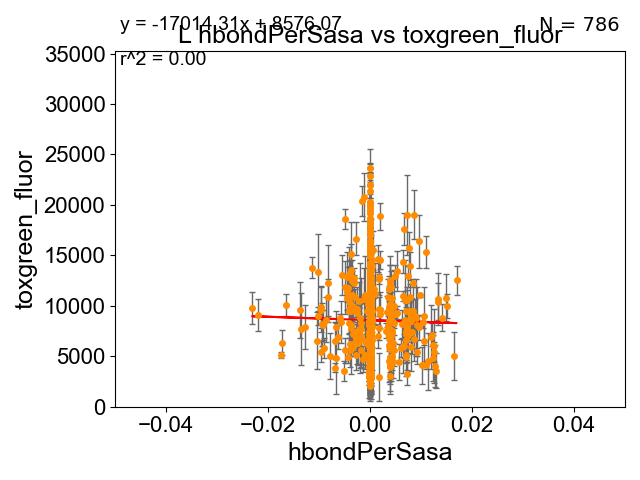 y = -17014.31x + 8576.07
N = 786
L hbondPerSasa vs toxgreen_fluor
r^2 = 0.00
35000
30000
25000
20000
15000
10000
5000
0
toxgreen_fluor
−0.04
−0.02
0.00
0.02
0.04
hbondPerSasa